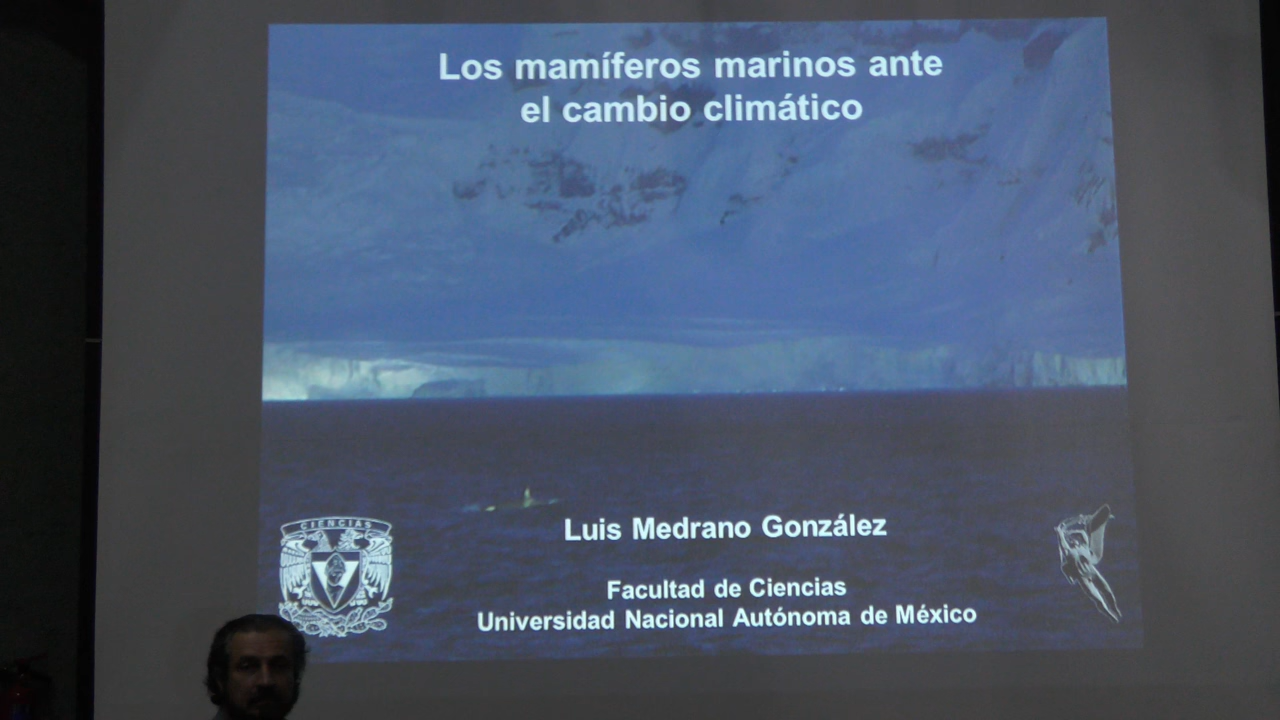 Los mamíferos marinos ante
el cambio climático
Luis Medrano González
Facultad de Ciencias
Universidad Nacional Autónoma de México
CIENCIAS